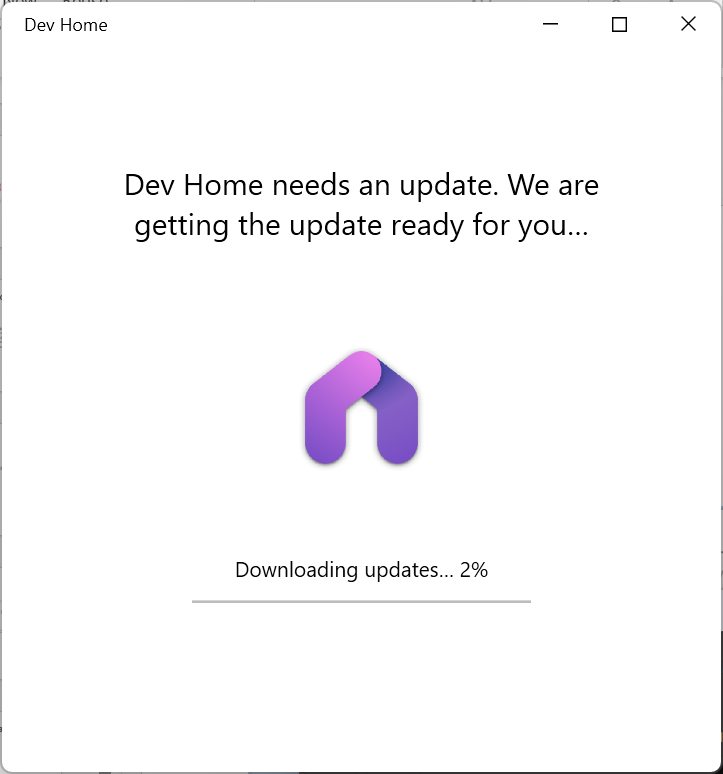 Dev Home
Dev Home needs an update. We are
getting the update ready for you...
Downloading updates... 2%